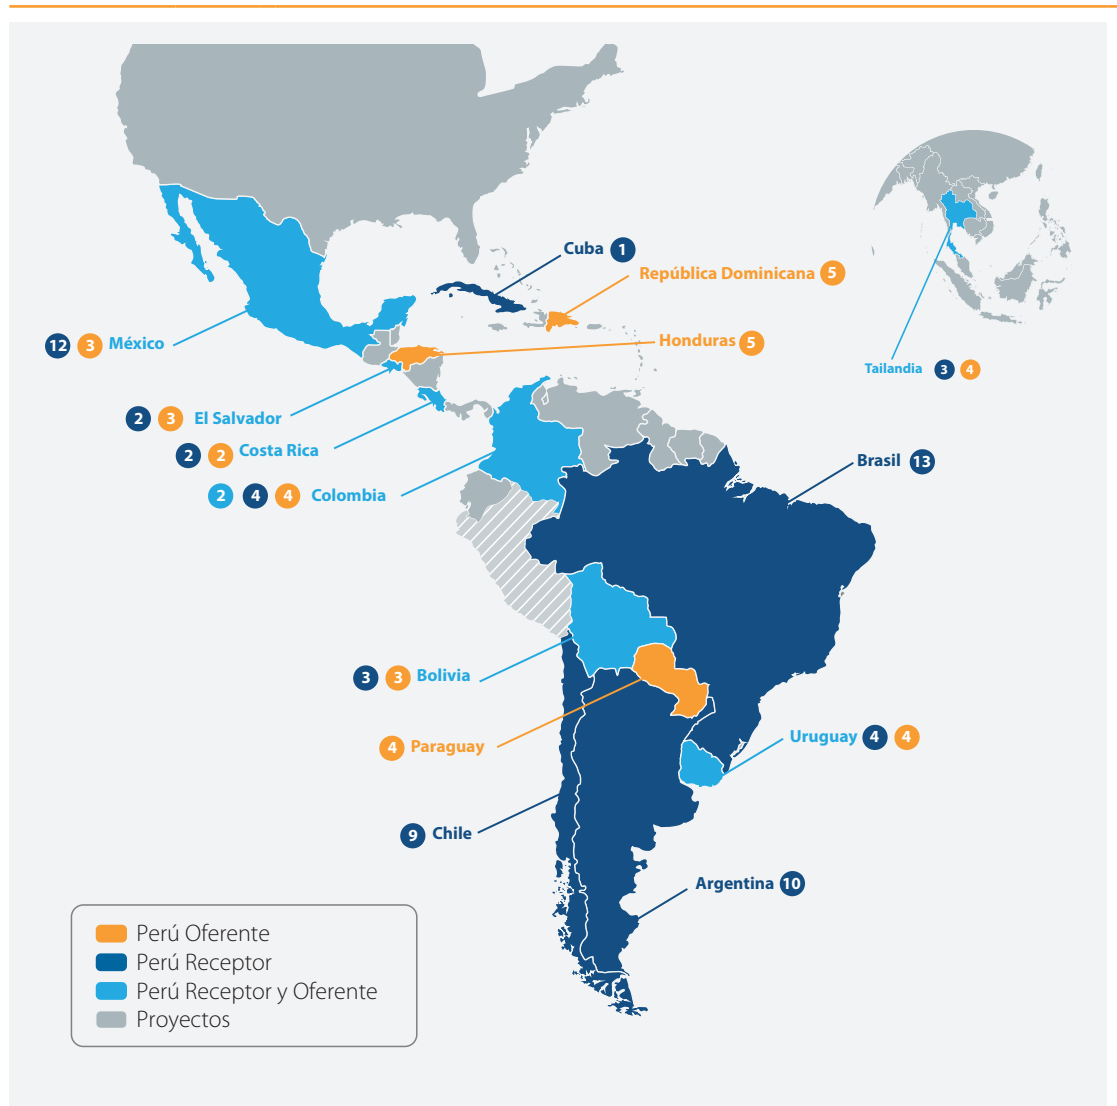 Cuba 1
República Dominicana 5
Honduras 5
12 3 México
Tailandia 3 4
2 3 El Salvador
2 2 Costa Rica
Brasil 13
2 4 4 Colombia
3 3 Bolivia
4 Paraguay
Uruguay 4 4
9 Chile
Argentina 10
Perú Oferente
Perú Receptor
Perú Receptor y Oferente
Proyectos